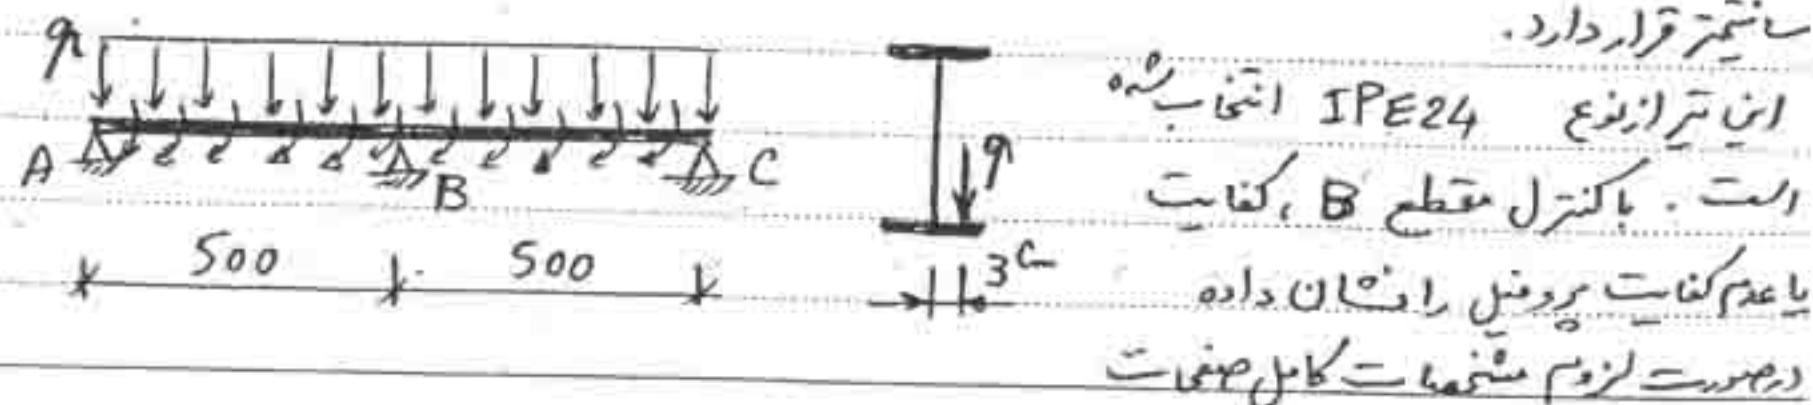 سانتیمتر قرار دارد.
این تیر از نوع IPE24 انتخاب شده
است. با کنترل مقطع B، کفایت
یا عدم کفایت پروفیل را نشان داده
درصورت لزوم مشخصات کامل صفحات
q
A
B
C
500
500
q
3